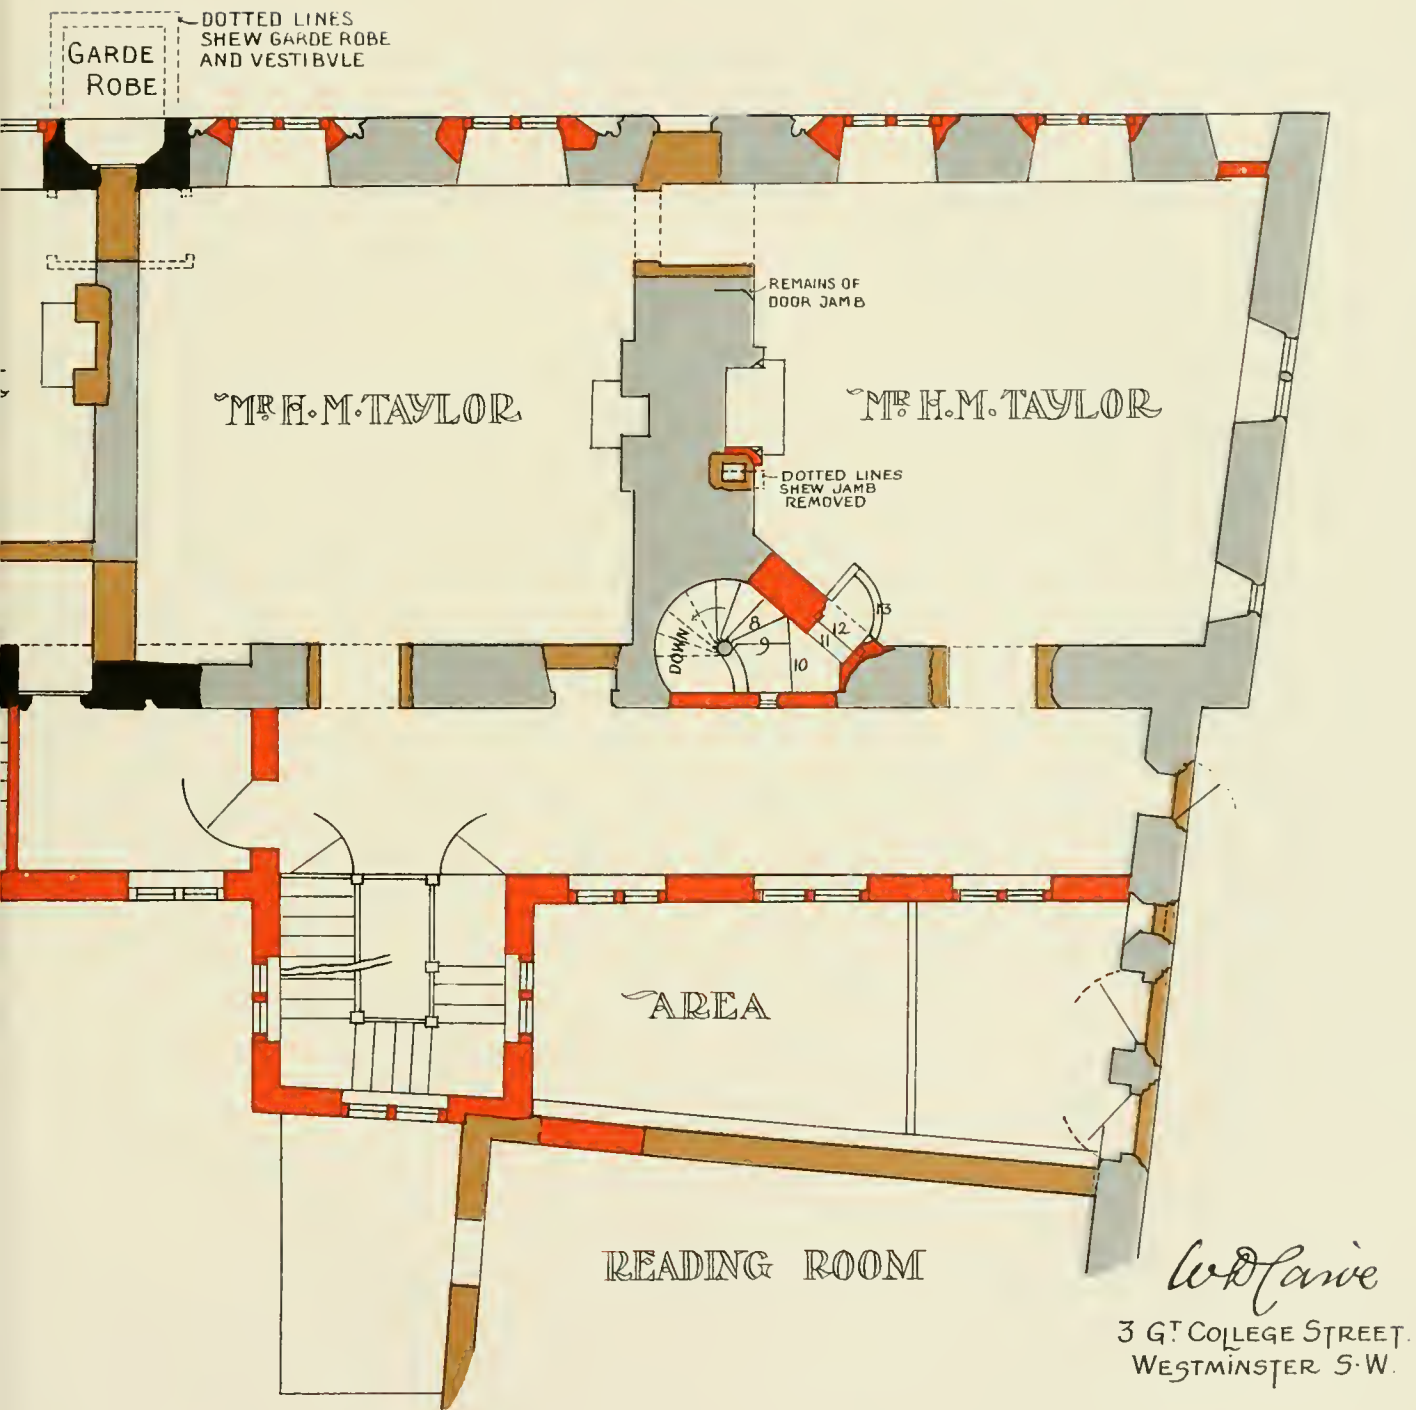 DOTTED LINES
SHEW GARDE ROBE
AND VESTIBVLE
GARDE
ROBE
REMAINS OF
DOOR JAMB
MR H.M.TAYLOR
MR H.M.TAYLOR
DOTTED LINES
SHEW JAMB
REMOVED
DOWN
8
9
10
11
12
13
AREA
READING ROOM
W D Caröe
3 GT COLLEGE STREET.
WESTMINSTER S.W.